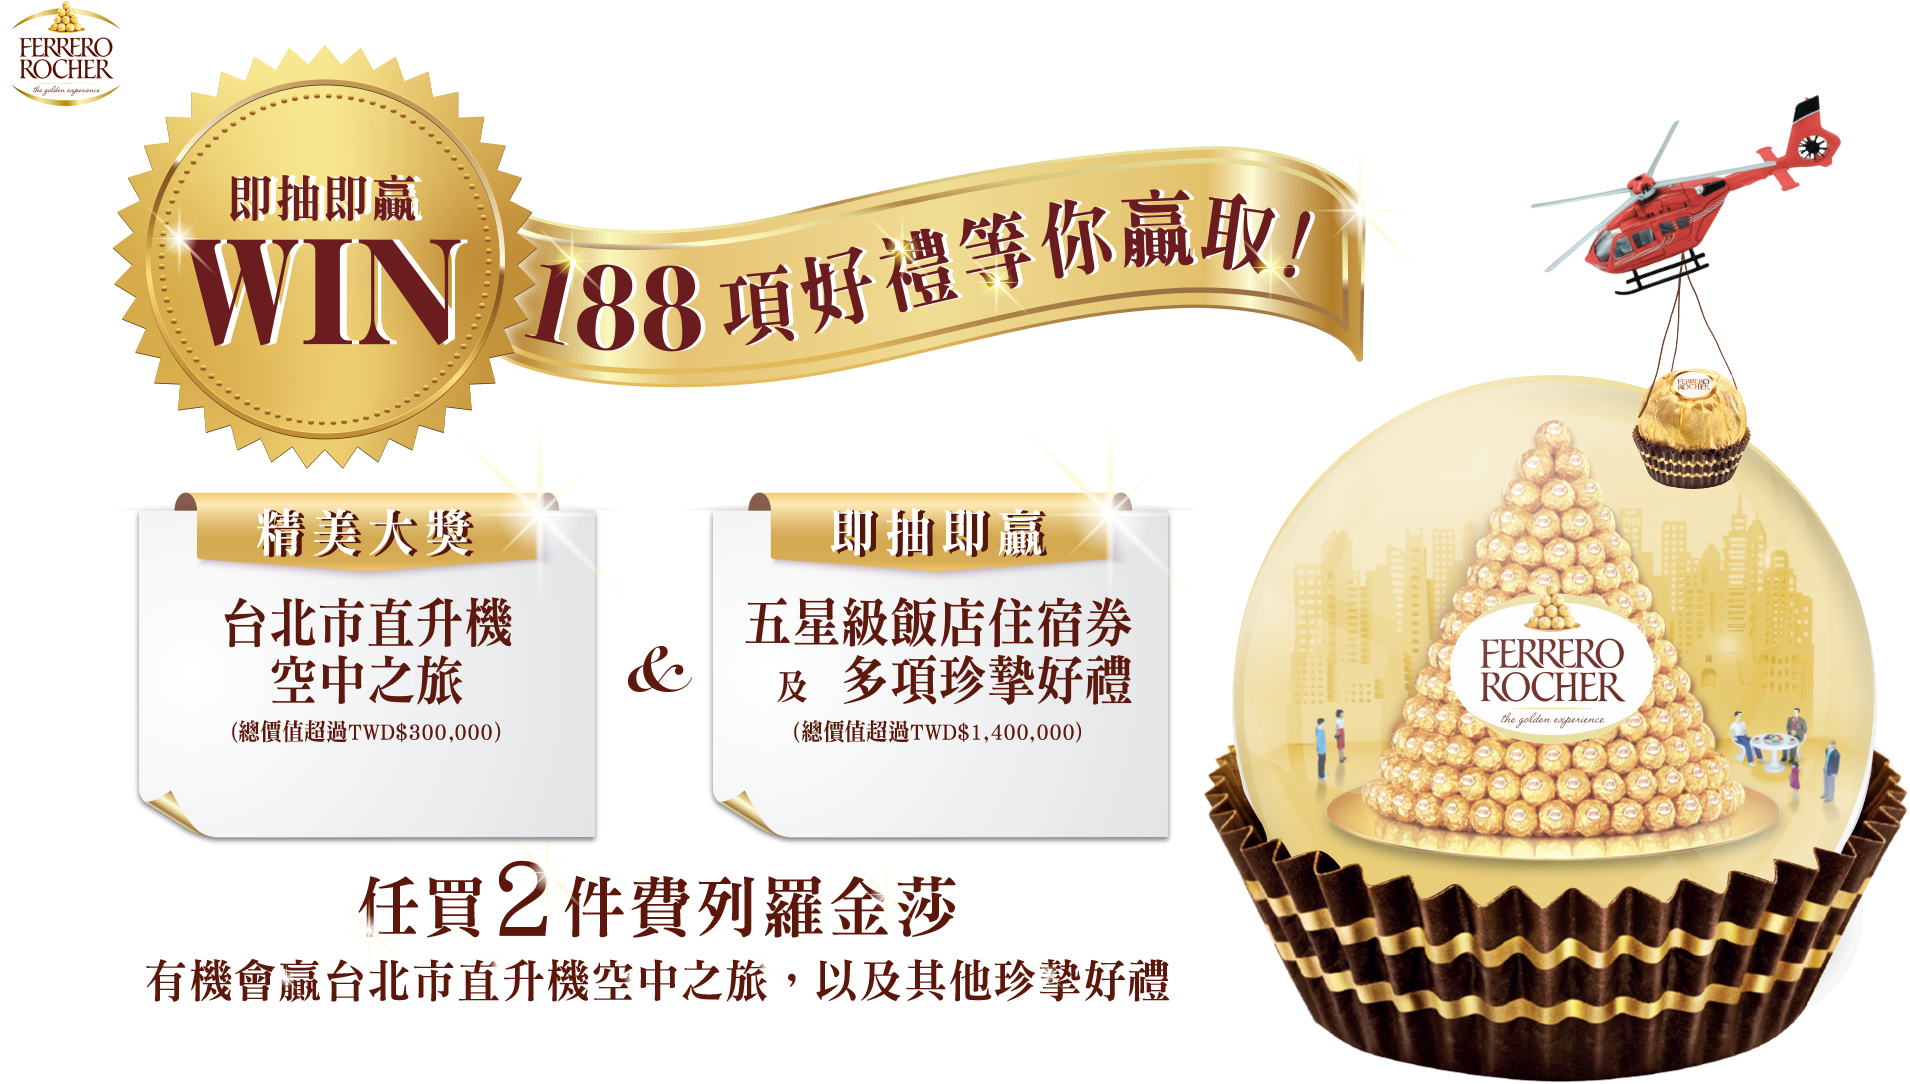 FERRERO
ROCHER
the golden experience
即抽即贏
WIN
188項好禮等你贏取!
FERRERO
ROCHER
精美大獎
台北市直升機
空中之旅
(總價值超過TWD$300,000)
&
即抽即贏
五星級飯店住宿券
及 多項珍摯好禮
(總價值超過TWD$1,400,000)
FERRERO
ROCHER
the golden experience
任買2件費列羅金莎
有機會贏台北市直升機空中之旅，以及其他珍摯好禮